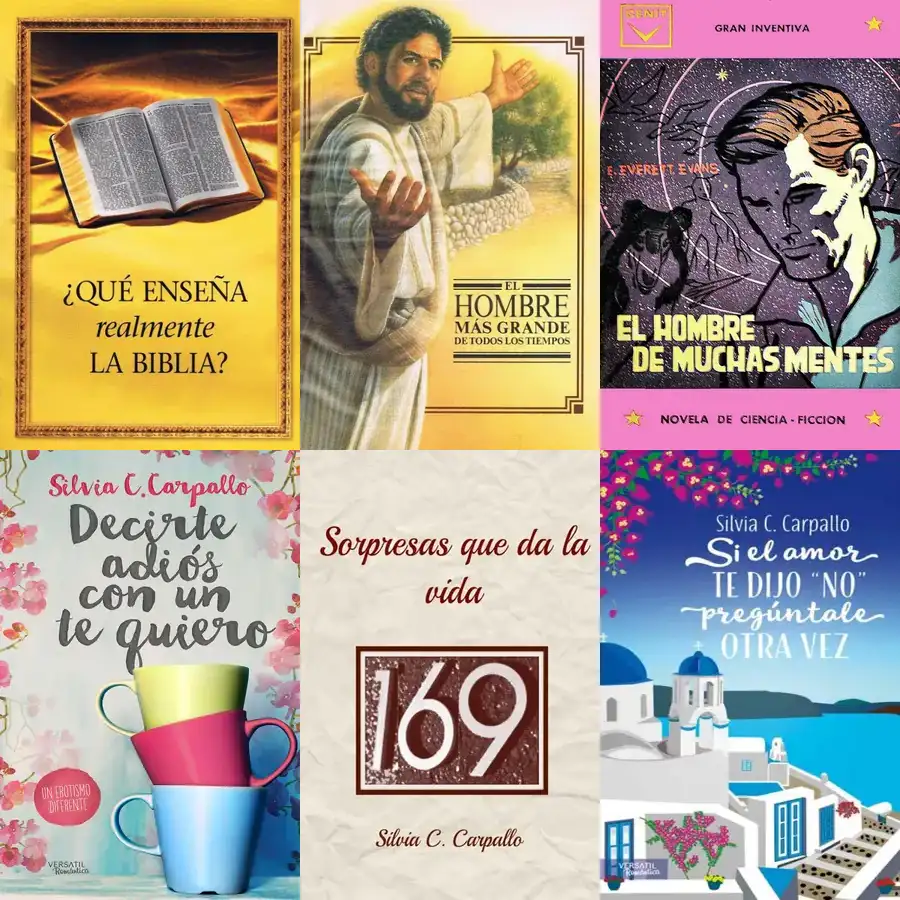 ¿QUÉ ENSEÑA
realmente
LA BIBLIA?
EL
HOMBRE
MÁS GRANDE
DE TODOS LOS TIEMPOS
CENIT
GRAN INVENTIVA
E. EVERETT EVANS
EL HOMBRE
DE MUCHAS MENTES
NOVELA DE CIENCIA-FICCION
Silvia C. Carpallo
Decirte
adiós
con un
te quiero
UN EROTISMO
DIFERENTE
VERSATIL
Romántica
Sorpresas que da la
vida
169
Silvia C. Carpallo
Silvia C. Carpallo
Si el amor
TE DIJO “NO”
pregúntale
OTRA VEZ
VERSATIL
Romántica